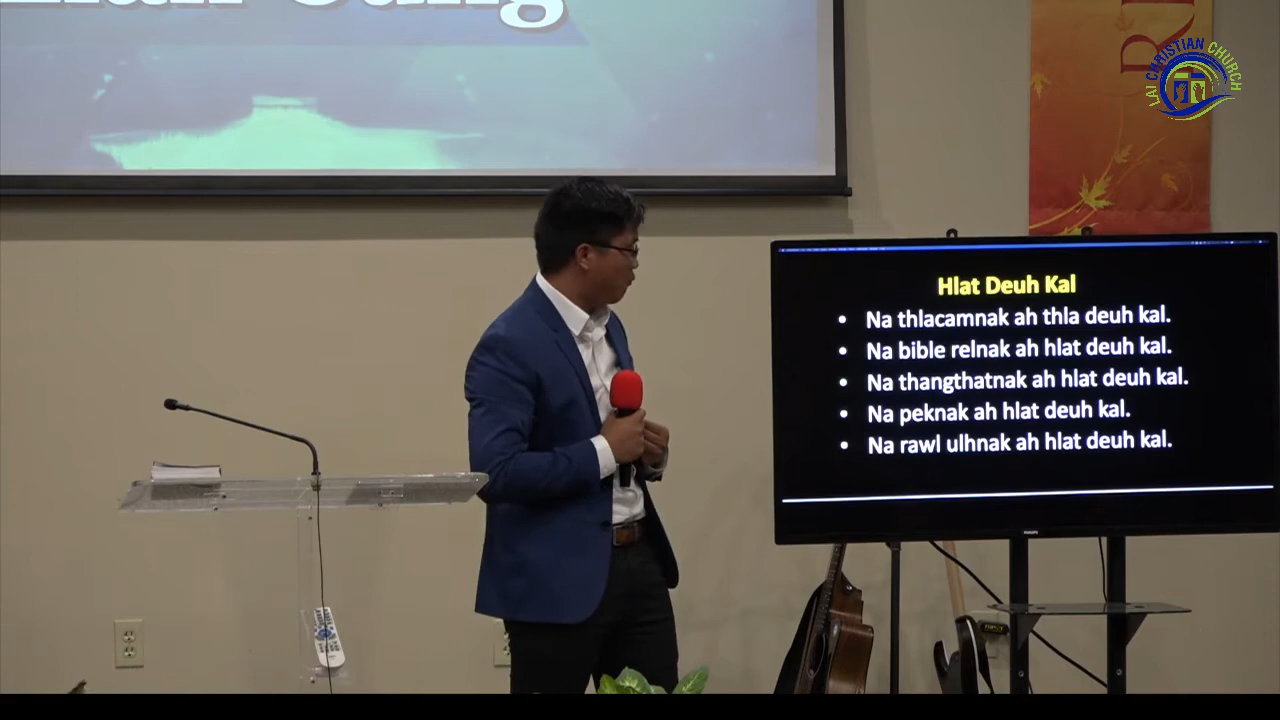 LAI CHRISTIAN CHURCH
Hlat Deuh Kal
• Na thlacamnak ah thla deuh kal.
• Na bible relnak ah hlat deuh kal.
• Na thangthatnak ah hlat deuh kal.
• Na peknak ah hlat deuh kal.
• Na rawl ulhnak ah hlat deuh kal.
PHILIPS